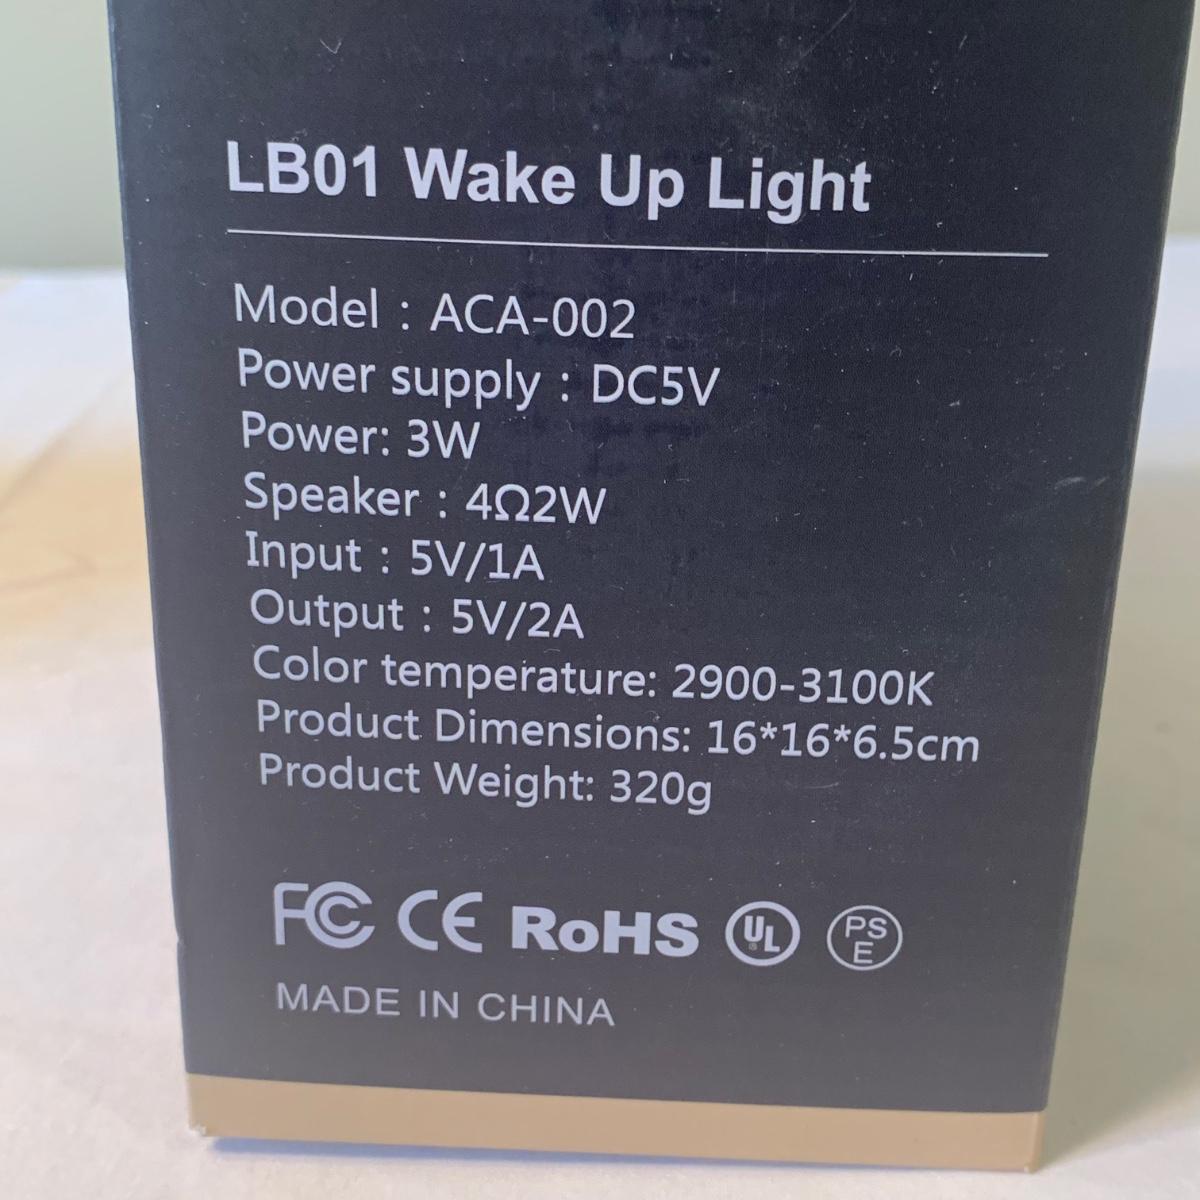 LB01 Wake Up Light
Model : ACA-002
Power supply : DC5V
Power: 3W
Speaker : 4Ω2W
Input : 5V/1A
Output : 5V/2A
Color temperature: 2900-3100K
Product Dimensions: 16*16*6.5cm
Product Weight: 320g
FC CE RoHS UL PSE
MADE IN CHINA